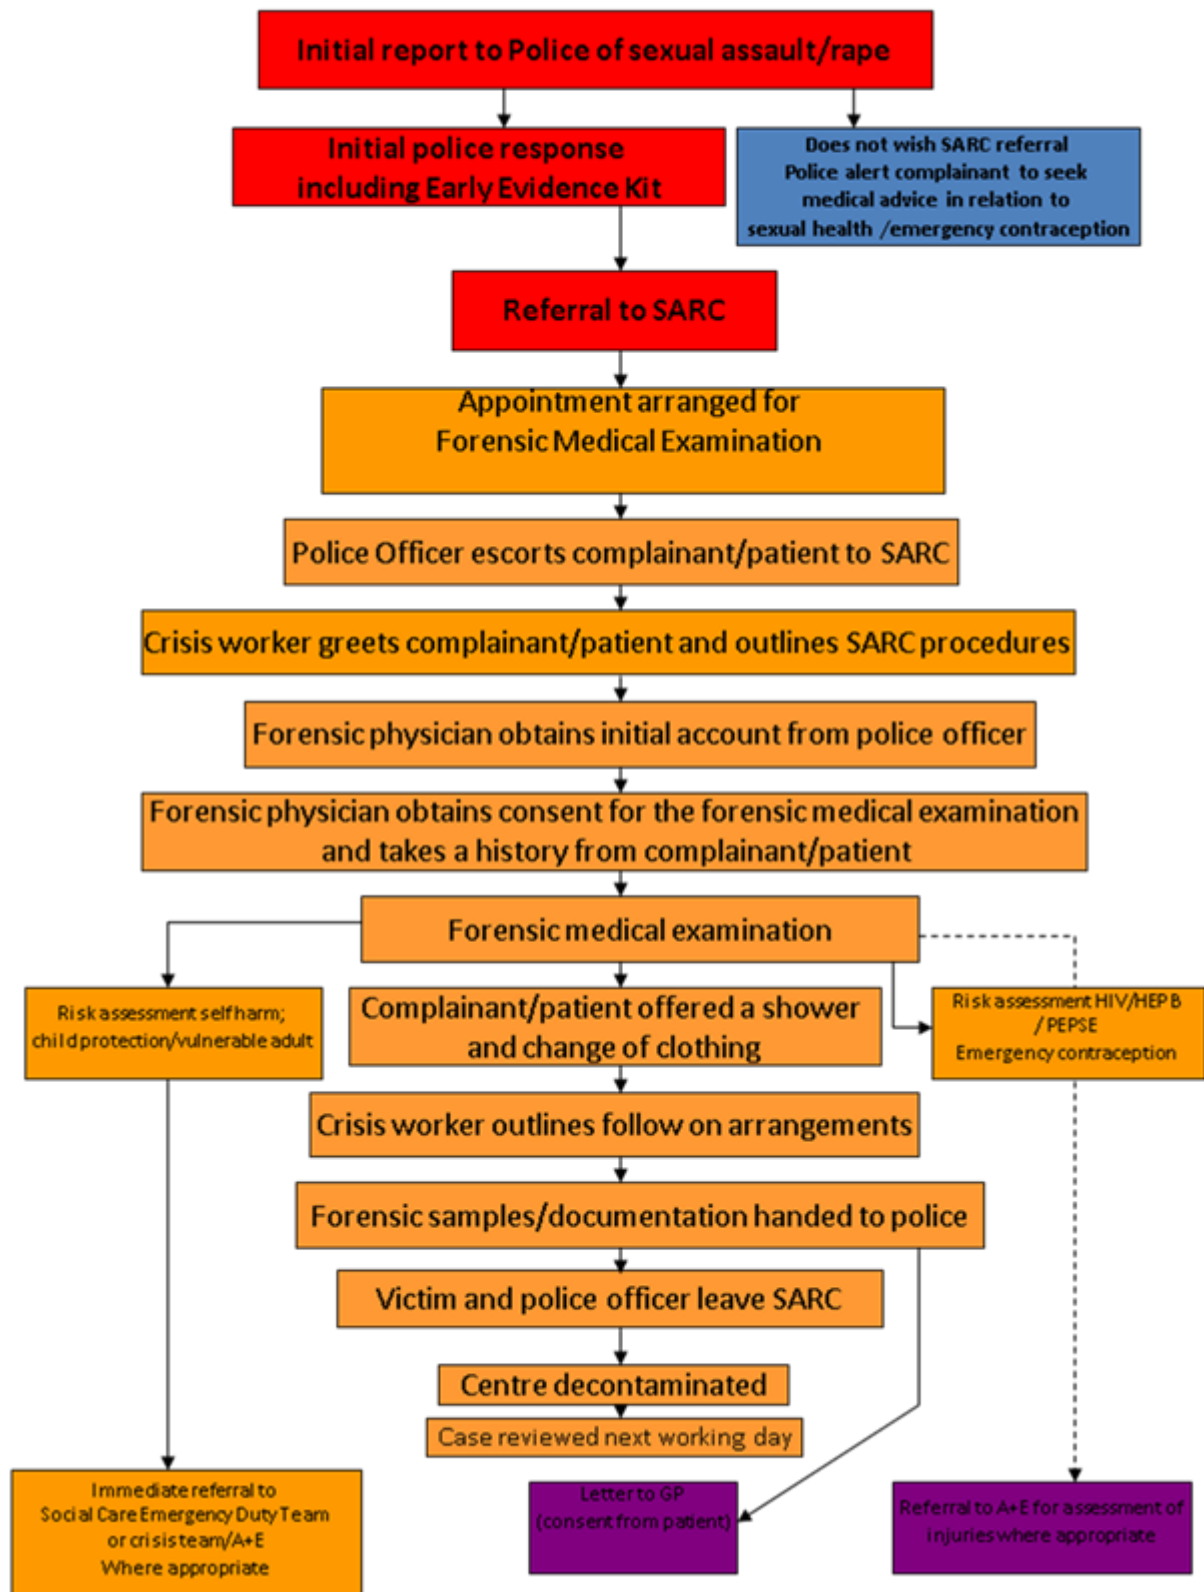 Initial report to Police of sexual assault/rape
Initial police response
including Early Evidence Kit
Does not wish SARC referral
Police alert complainant to seek
medical advice in relation to
sexual health /emergency contraception
Referral to SARC
Appointment arranged for
Forensic Medical Examination
Police Officer escorts complainant/patient to SARC
Crisis worker greets complainant/patient and outlines SARC procedures
Forensic physician obtains initial account from police officer
Forensic physician obtains consent for the forensic medical examination
and takes a history from complainant/patient
Forensic medical examination
Risk assessment self harm;
child protection/vulnerable adult
Complainant/patient offered a shower
and change of clothing
Risk assessment HIV/HEP B
/ PEPSE
Emergency contraception
Crisis worker outlines follow on arrangements
Forensic samples/documentation handed to police
Victim and police officer leave SARC
Centre decontaminated
Case reviewed next working day
Immediate referral to
Social Care Emergency Duty Team
or crisis team/A+E
Where appropriate
Letter to GP
(consent from patient)
Referral to A+E for assessment of
injuries where appropriate